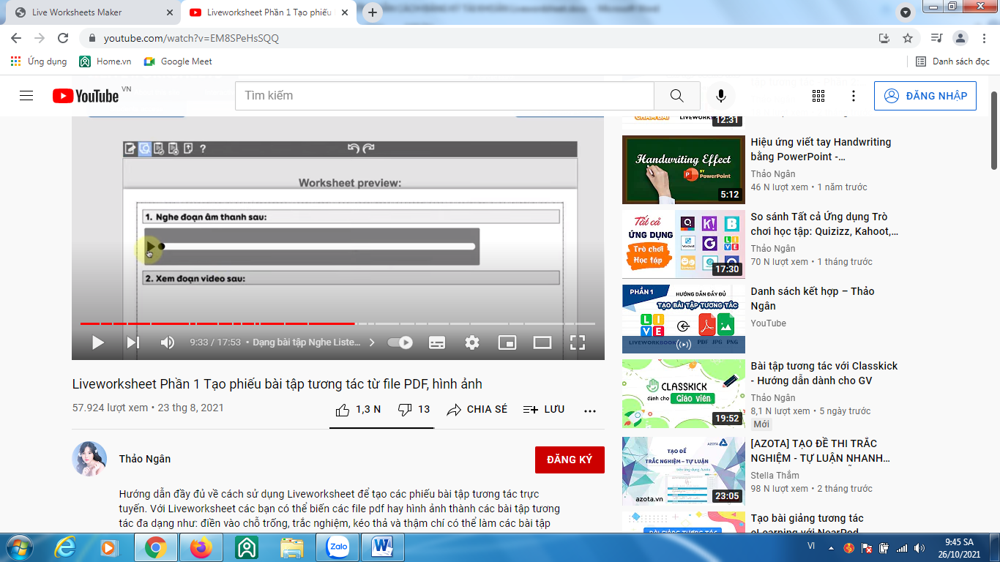 Live Worksheets Maker
Liveworksheet Phần 1 Tạo phiếu
youtube.com/watch?v=EM8SPeHsSQQ
Ứng dụng
Home.vn
Google Meet
Danh sách đọc
YouTube VN
Tìm kiếm
ĐĂNG NHẬP
?
Worksheet preview:
1. Nghe đoạn âm thanh sau:
2. Xem đoạn video sau:
9:33 / 17:53 • Dạng bài tập Nghe Liste...
Liveworksheet Phần 1 Tạo phiếu bài tập tương tác từ file PDF, hình ảnh
57.924 lượt xem • 23 thg 8, 2021
1,3 N
13
CHIA SẺ
LƯU
Thảo Ngân
ĐĂNG KÝ
Hướng dẫn đầy đủ về cách sử dụng Liveworksheet để tạo các phiếu bài tập tương tác trực
tuyến. Với Liveworksheet các bạn có thể biến các file pdf hay hình ảnh thành các bài tập tương
tác đa dạng như: điền vào chỗ trống, trắc nghiệm, kéo thả và thậm chí có thể làm các bài tập
12:31
Handwriting Effect
BY
PowerPoint
5:12
Hiệu ứng viết tay Handwriting
bằng PowerPoint -...
Thảo Ngân
46 N lượt xem • 1 năm trước
Tất cả
ỨNG DỤNG
Trò chơi
Học tập
17:30
So sánh Tất cả Ứng dụng Trò
chơi học tập: Quizizz, Kahoot,...
Thảo Ngân
70 N lượt xem • 1 tháng trước
PHẦN 1
HƯỚNG DẪN ĐẦY ĐỦ
TẠO BÀI TẬP TƯƠNG TÁC
LIVE
LIVEWORKBOOK
PDF JPG PNG
Danh sách kết hợp – Thảo
Ngân
YouTube
CLASSKICK
dành cho Giáo viên
19:52
Bài tập tương tác với Classkick
- Hướng dẫn dành cho GV
Thảo Ngân
8,1 N lượt xem • 5 ngày trước
Mới
AZOTA
TẠO ĐỀ
TRẮC NGHIỆM - TỰ LUẬN
trên ứng dụng Azota
azota.vn
23:05
[AZOTA] TẠO ĐỀ THI TRẮC
NGHIỆM - TỰ LUẬN NHANH...
Stella Thắm
98 N lượt xem • 2 tháng trước
Tạo bài giảng tương tác
Zalo
VI
9:45 SA
26/10/2021